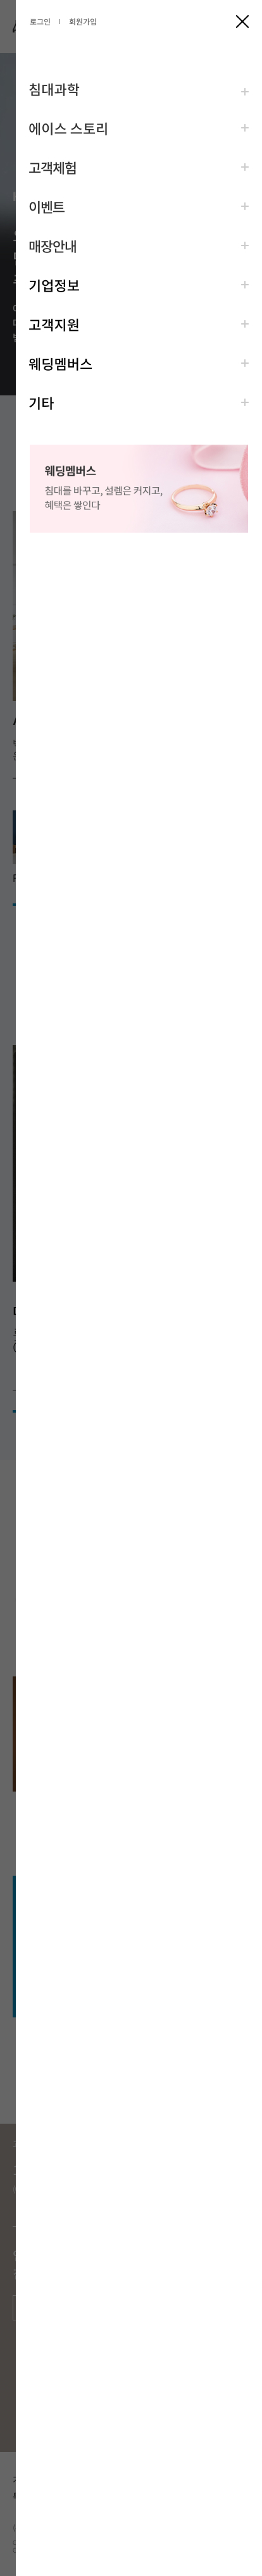 로그인 | 회원가입
침대과학
에이스 스토리
고객체험
이벤트
매장안내
기업정보
고객지원
웨딩멤버스
기타
웨딩멤버스
침대를 바꾸고, 설렘은 커지고,
혜택은 쌓인다